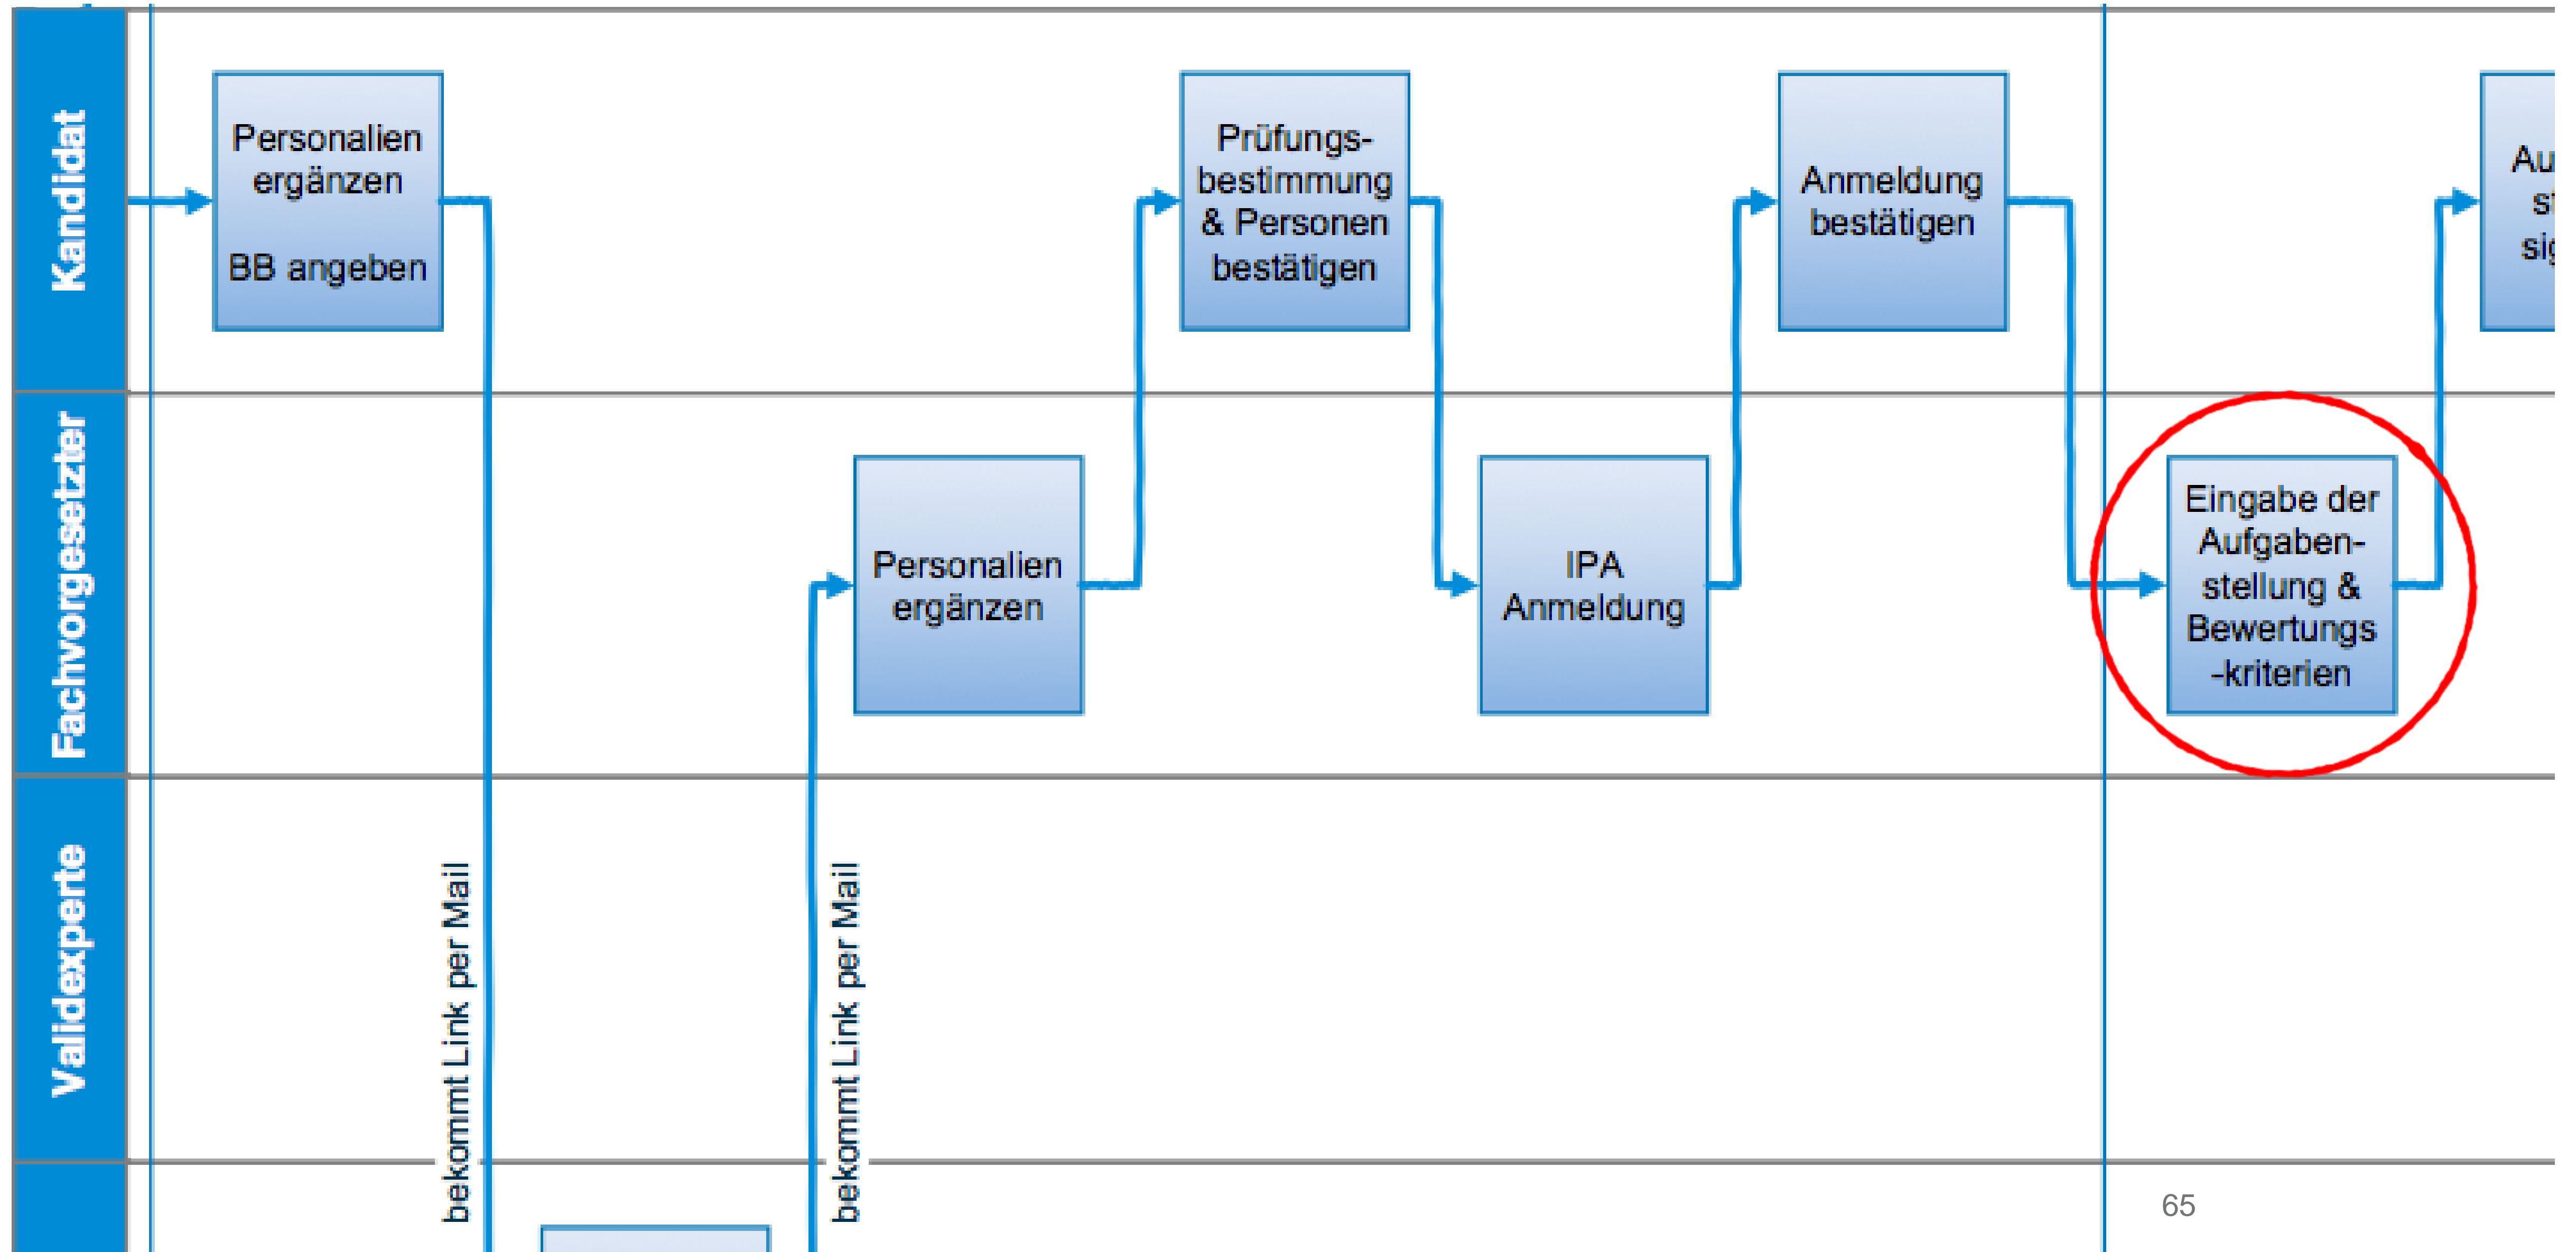 Kandidat
Personalien
ergänzen
BB angeben
Prüfungs-
bestimmung
& Personen
bestätigen
Anmeldung
bestätigen
Fachvorgesetzter
Personalien
ergänzen
IPA
Anmeldung
Eingabe der
Aufgaben-
stellung &
Bewertungs
-kriterien
Validexperte
bekommt Link per Mail
bekommt Link per Mail
65